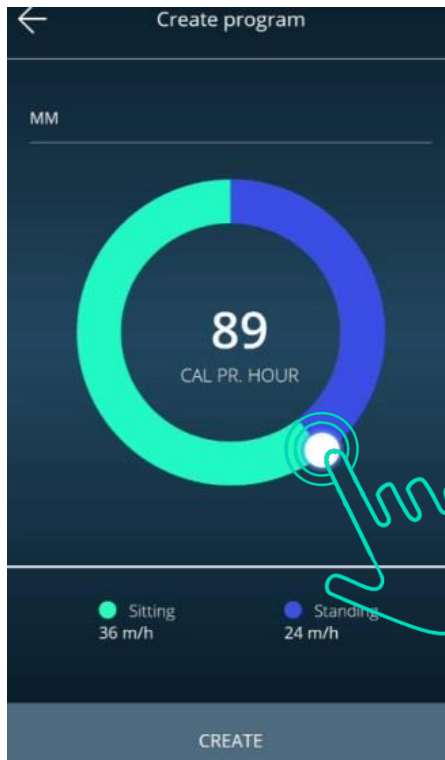 Create program
MM
89
CAL PR. HOUR
Sitting
36 m/h
Standing
24 m/h
CREATE